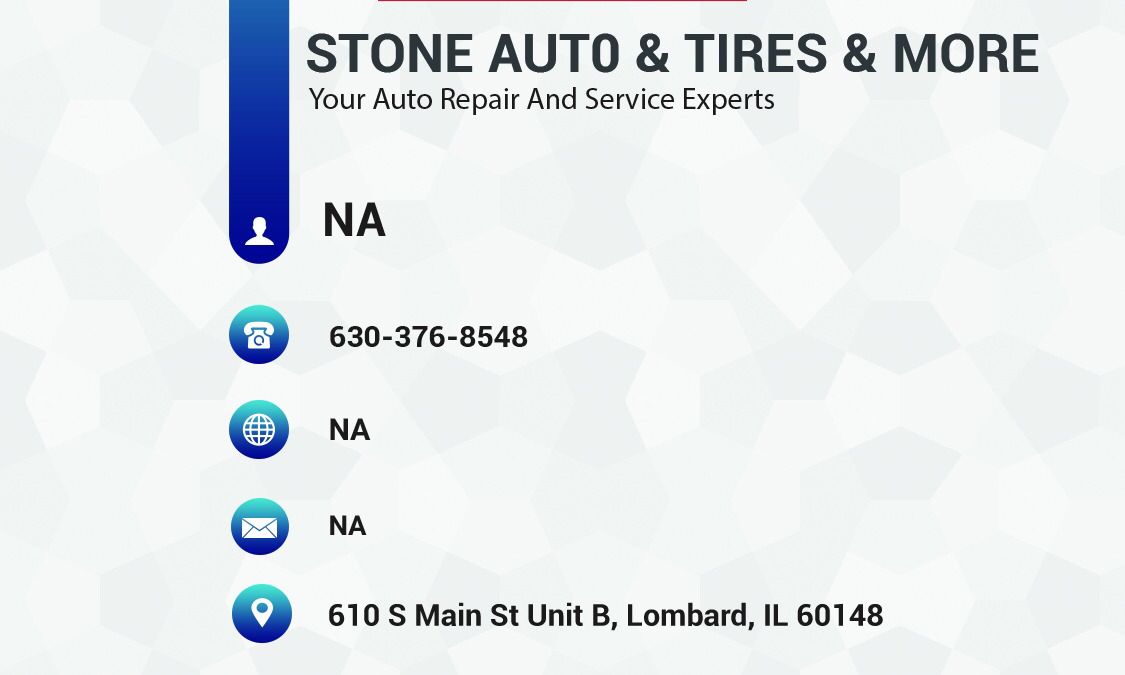 STONE AUT0 & TIRES & MORE
Your Auto Repair And Service Experts
NA
630-376-8548
NA
NA
610 S Main St Unit B, Lombard, IL 60148